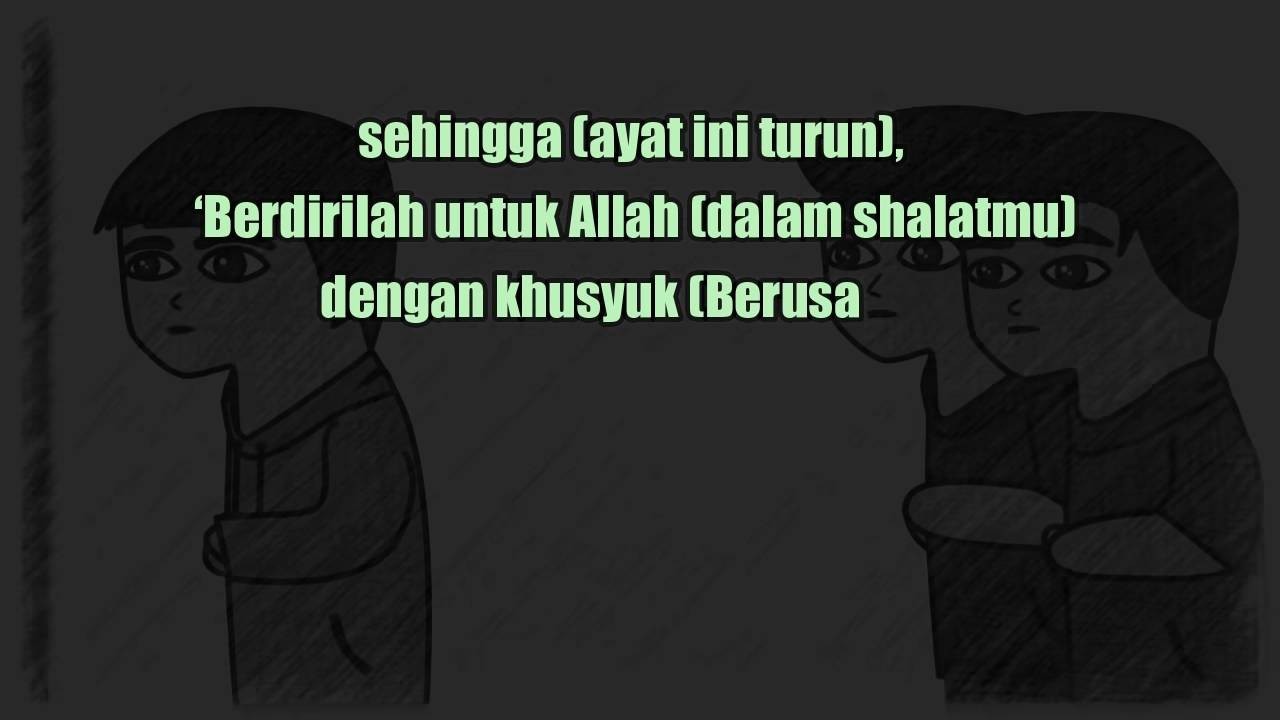 sehingga (ayat ini turun),
‘Berdirilah untuk Allah (dalam shalatmu)
dengan khusyuk (Berusa